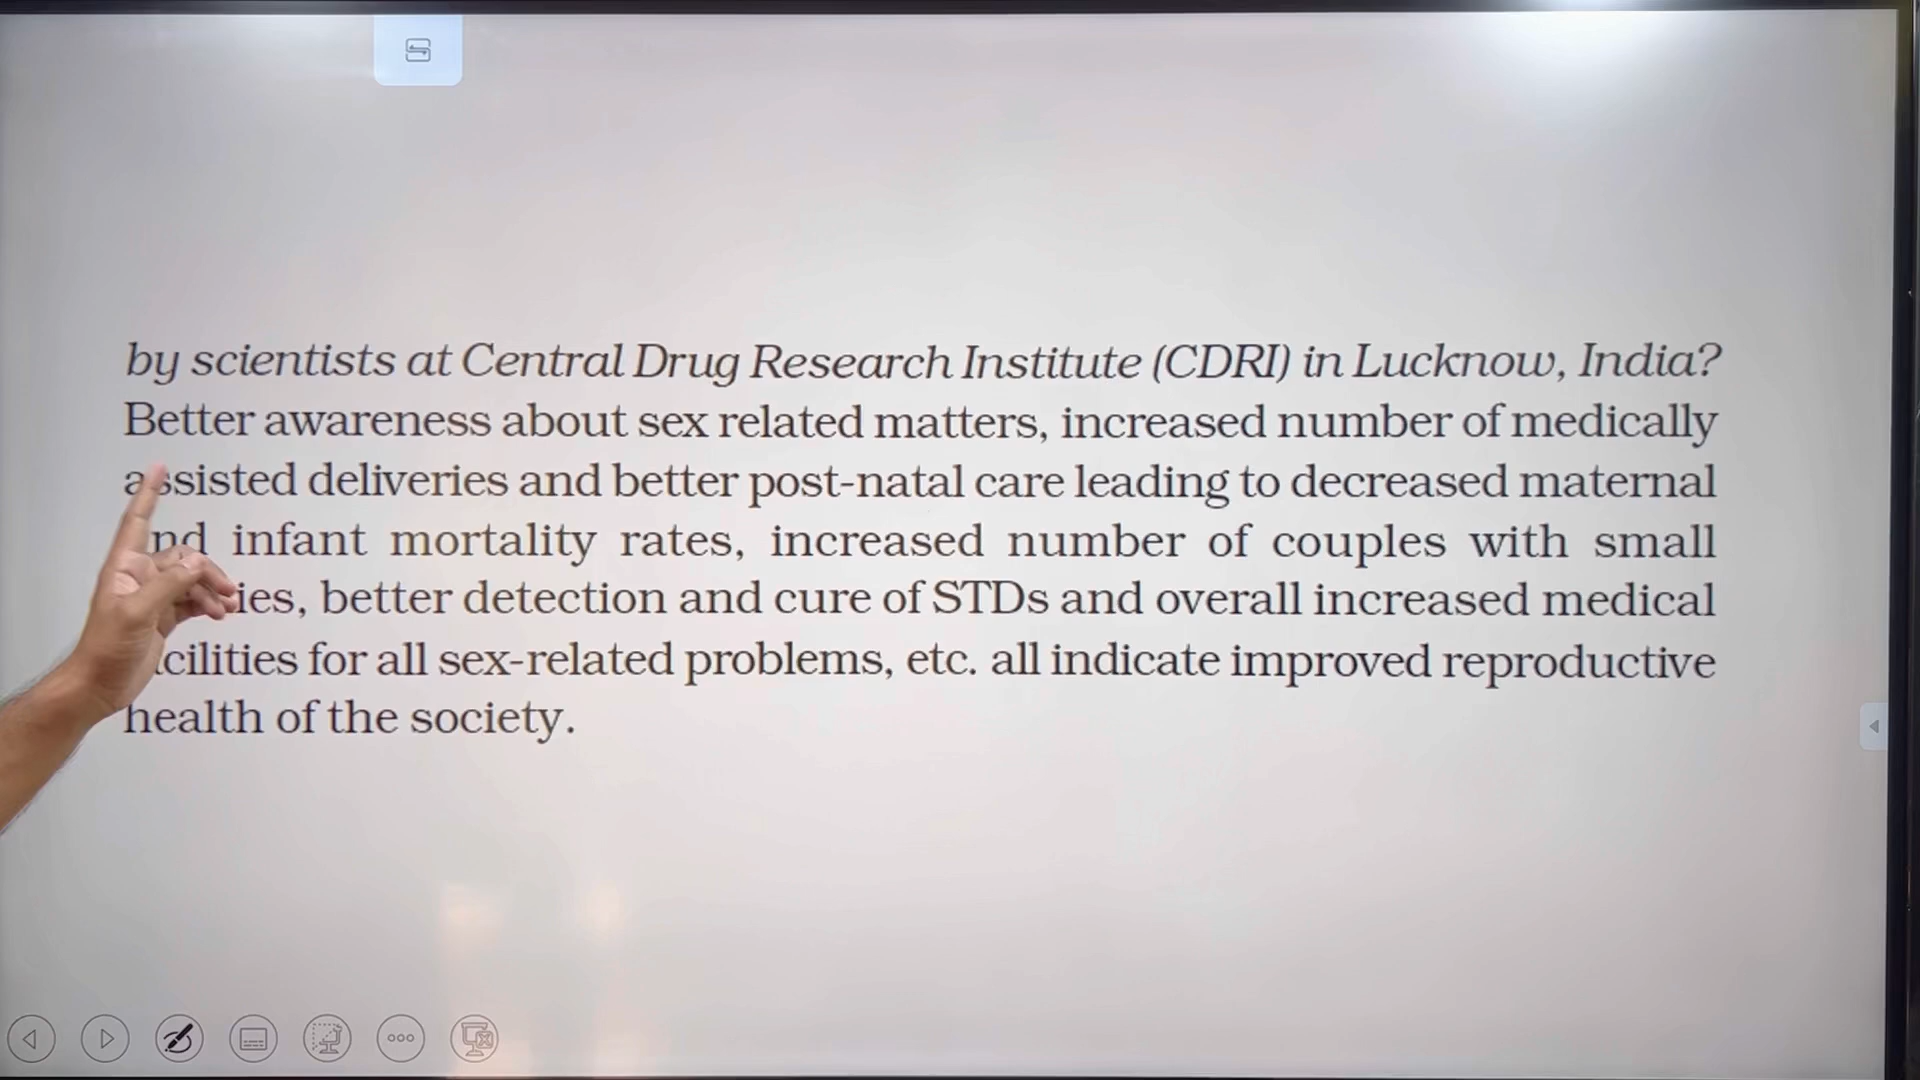 by scientists at Central Drug Research Institute (CDRI) in Lucknow, India?
Better awareness about sex related matters, increased number of medically
assisted deliveries and better post-natal care leading to decreased maternal
and infant mortality rates, increased number of couples with small
better detection and cure of STDs and overall increased medical
facilities for all sex-related problems, etc. all indicate improved reproductive
health of the society.